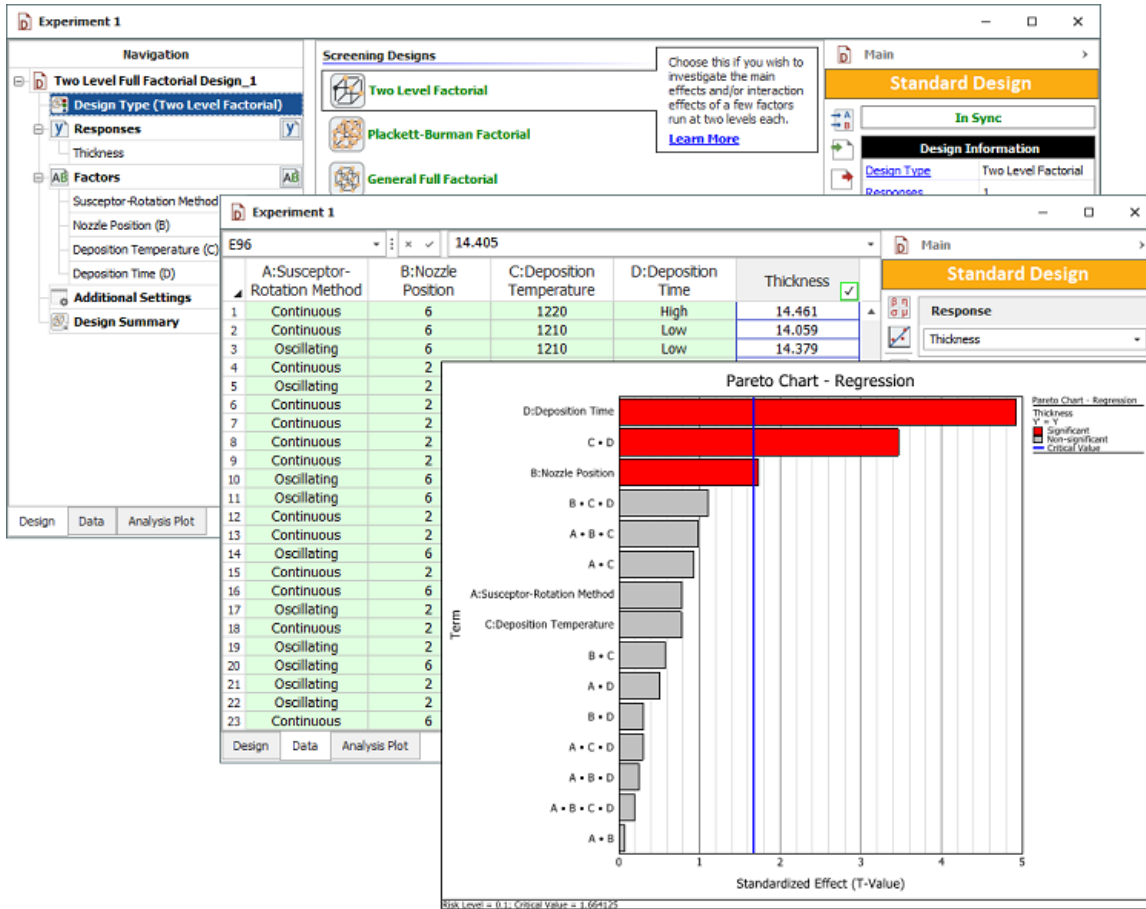 Experiment 1
Navigation
Two Level Full Factorial Design_1
Design Type (Two Level Factorial)
Responses
Thickness
Factors
Susceptor-Rotation Method
Nozzle Position (B)
Deposition Temperature (C)
Deposition Time (D)
Additional Settings
Design Summary
Design Data Analysis Plot
Screening Designs
Two Level Factorial
Plackett-Burman Factorial
General Full Factorial
Choose this if you wish to
investigate the main
effects and/or interaction
effects of a few factors
run at two levels each.
Learn More
Main
Standard Design
In Sync
Design Information
Design Type Two Level Factorial
Responses 1
Experiment 1
E96 14.405
A:Susceptor-
Rotation Method
B:Nozzle
Position
C:Deposition
Temperature
D:Deposition
Time
Thickness
1 Continuous 6 1220 High 14.461
2 Continuous 6 1210 Low 14.059
3 Oscillating 6 1210 Low 14.379
4 Continuous 2
5 Oscillating 2
6 Continuous 2
7 Continuous 2
8 Continuous 2
9 Continuous 2
10 Oscillating 6
11 Oscillating 6
12 Continuous 2
13 Continuous 2
14 Oscillating 6
15 Continuous 2
16 Continuous 6
17 Oscillating 2
18 Continuous 2
19 Oscillating 2
20 Oscillating 6
21 Oscillating 2
22 Oscillating 2
23 Continuous 6
Design Data Analysis Plot
Main
Standard Design
Response
Thickness
Pareto Chart - Regression
D:Deposition Time
C • D
B:Nozzle Position
B • C • D
A • B • C
A • C
A:Susceptor-Rotation Method
C:Deposition Temperature
B • C
A • D
B • D
A • C • D
A • B • D
A • B • C • D
A • B
Term
0 1 2 3 4 5
Standardized Effect (T-Value)
Pareto Chart - Regression
Thickness
Y' = Y
Significant
Non-significant
Critical Value
Risk Level = 0.1; Critical Value = 1.664125